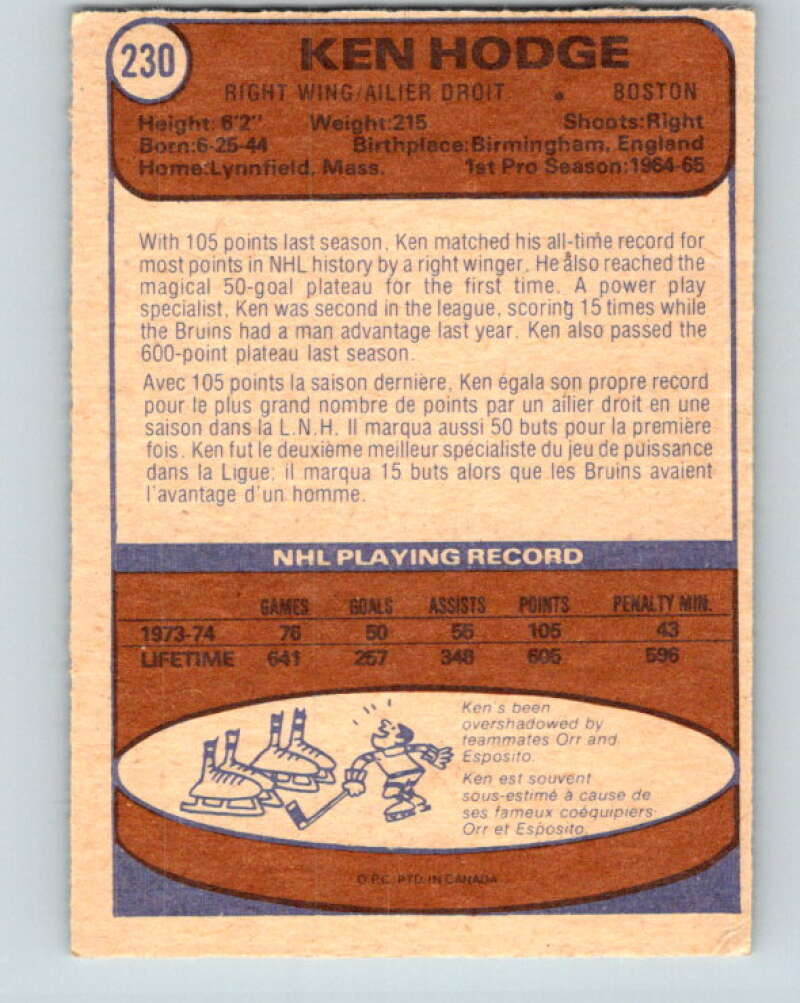 230
KEN HODGE
RIGHT WING/AILIER DROIT . BOSTON
Height: 6'2" Weight:215 Shoots:Right
Born:6-25-44 Birthplace:Birmingham, England
Home:Lynnfield, Mass. 1st Pro Season:1964-65
With 105 points last season, Ken matched his all-time record for
most points in NHL history by a right winger. He also reached the
magical 50-goal plateau for the first time. A power play
specialist, Ken was second in the league, scoring 15 times while
the Bruins had a man advantage last year. Ken also passed the
600-point plateau last season.
Avec 105 points la saison dernière, Ken égala son propre record
pour le plus grand nombre de points par un ailier droit en une
saison dans la L.N.H. Il marqua aussi 50 buts pour la première
fois. Ken fut le deuxième meilleur spécialiste du jeu de puissance
dans la Ligue; il marqua 15 buts alors que les Bruins avaient
l'avantage d'un homme.
NHL PLAYING RECORD
GAMES GOALS ASSISTS POINTS PENALTY MIN.
1973-74 76 50 55 105 43
LIFETIME 641 257 348 605 596
Ken's been
overshadowed by
teammates Orr and
Esposito.
Ken est souvent
sous-estimé à cause de
ses fameux coéquipiers
Orr et Esposito.
O.P.C. PTD. IN CANADA